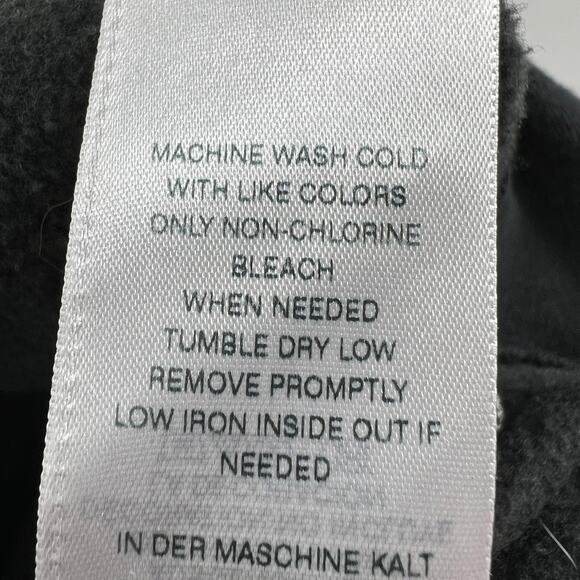 MACHINE WASH COLD
WITH LIKE COLORS
ONLY NON-CHLORINE
BLEACH
WHEN NEEDED
TUMBLE DRY LOW
REMOVE PROMPTLY
LOW IRON INSIDE OUT IF
NEEDED
IN DER MASCHINE KALT